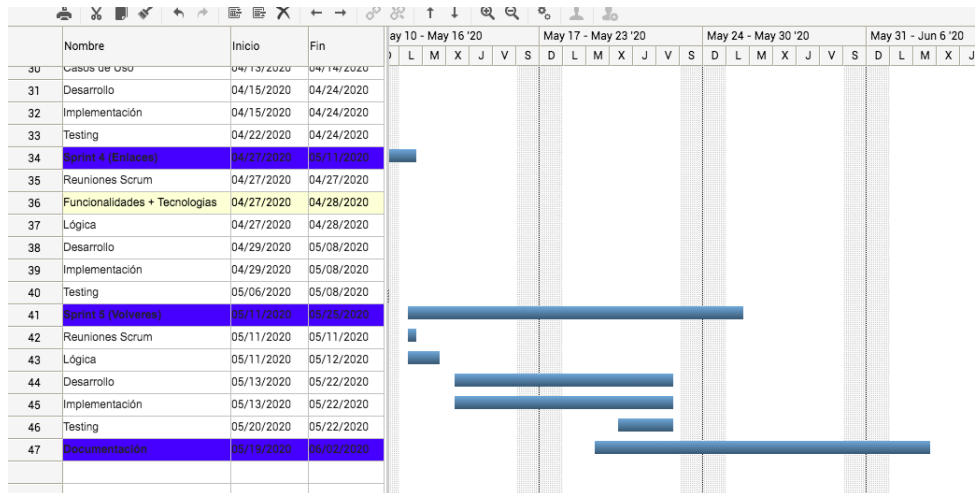 Nombre Inicio Fin ay 10 - May 16 '20 May 17 - May 23 '20 May 24 - May 30 '20 May 31 - Jun 6 '20
L M X J V S D L M X J V S D L M X J V S D L M X J
30 Casos de Uso 04/13/2020 04/14/2020
31 Desarrollo 04/15/2020 04/24/2020
32 Implementación 04/15/2020 04/24/2020
33 Testing 04/22/2020 04/24/2020
34 Sprint 4 (Enlaces) 04/27/2020 05/11/2020
35 Reuniones Scrum 04/27/2020 04/27/2020
36 Funcionalidades + Tecnologias 04/27/2020 04/28/2020
37 Lógica 04/27/2020 04/28/2020
38 Desarrollo 04/29/2020 05/08/2020
39 Implementación 04/29/2020 05/08/2020
40 Testing 05/06/2020 05/08/2020
41 Sprint 5 (Volveres) 05/11/2020 05/25/2020
42 Reuniones Scrum 05/11/2020 05/11/2020
43 Lógica 05/11/2020 05/12/2020
44 Desarrollo 05/13/2020 05/22/2020
45 Implementación 05/13/2020 05/22/2020
46 Testing 05/20/2020 05/22/2020
47 Documentación 05/19/2020 06/02/2020